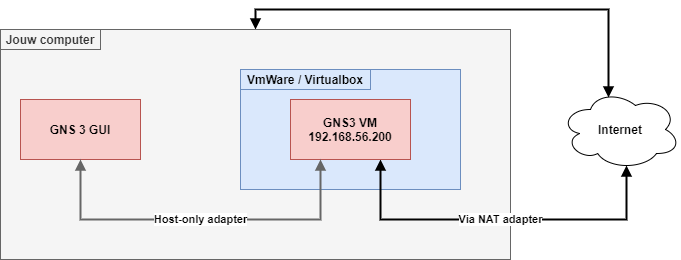 Jouw computer
VmWare / Virtualbox
GNS 3 GUI
GNS3 VM
192.168.56.200
Internet
Host-only adapter
Via NAT adapter